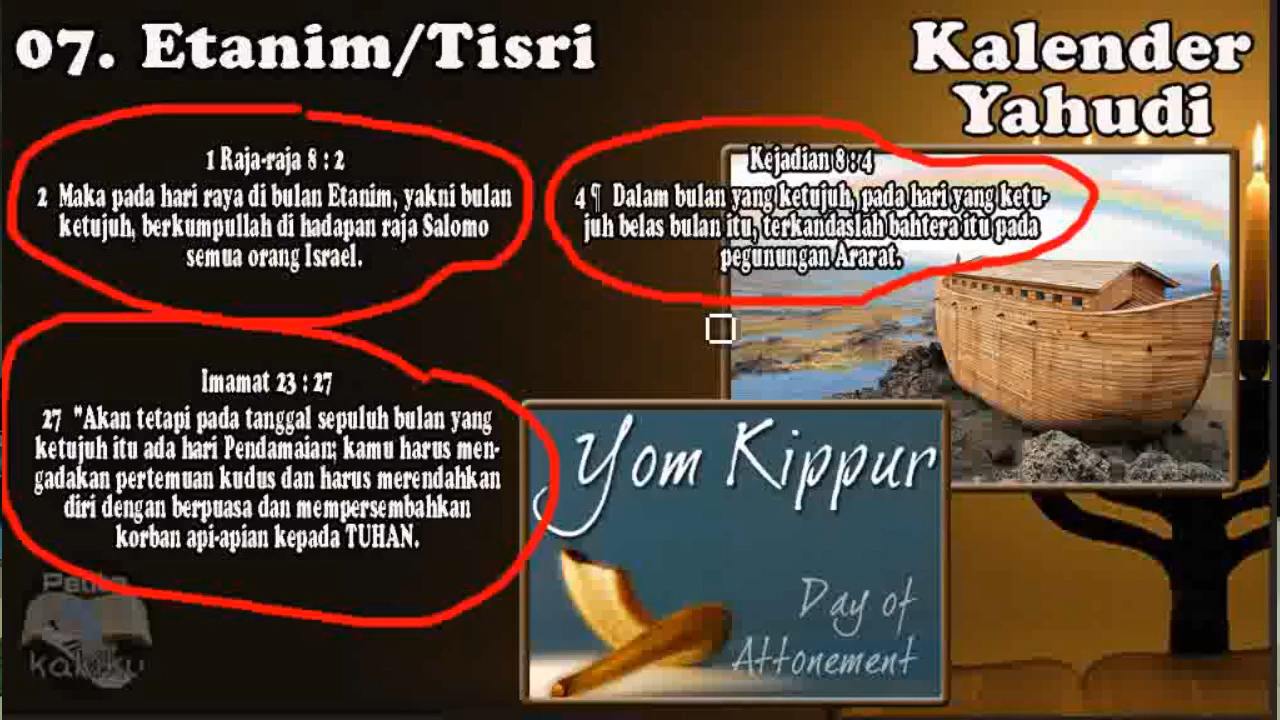 07. Etanim/Tisri
Kalender
Yahudi
1 Raja-raja 8 : 2
2 Maka pada hari raya di bulan Etanim, yakni bulan
ketujuh, berkumpullah di hadapan raja Salomo
semua orang Israel.
Kejadian 8 : 4
4 ¶ Dalam bulan yang ketujuh, pada hari yang ketu-
juh belas bulan itu, terkandaslah bahtera itu pada
pegunungan Ararat.
Imamat 23 : 27
27 "Akan tetapi pada tanggal sepuluh bulan yang
ketujuh itu ada hari Pendamaian; kamu harus men-
gadakan pertemuan kudus dan harus merendahkan
diri dengan berpuasa dan mempersembahkan
korban api-apian kepada TUHAN.
Yom Kippur
Day of
Attonement
Pelita
kakiku